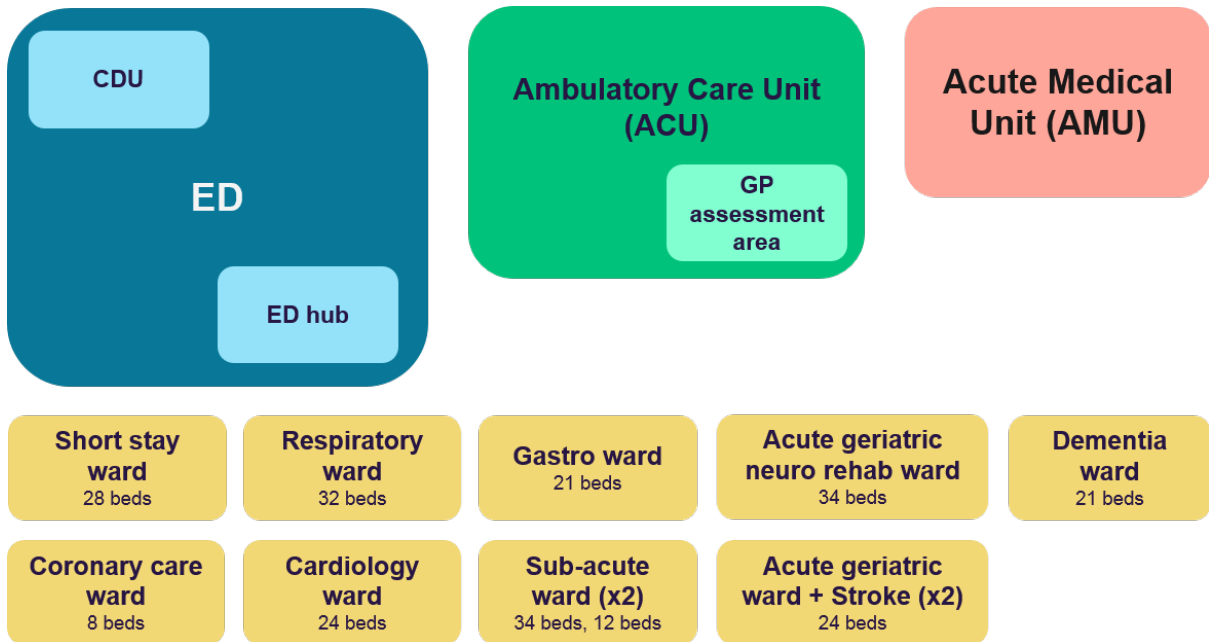 CDU
ED
ED hub
Ambulatory Care Unit
(ACU)
GP
assessment
area
Acute Medical
Unit (AMU)
Short stay
ward
28 beds
Respiratory
ward
32 beds
Gastro ward
21 beds
Acute geriatric
neuro rehab ward
34 beds
Dementia
ward
21 beds
Coronary care
ward
8 beds
Cardiology
ward
24 beds
Sub-acute
ward (x2)
34 beds, 12 beds
Acute geriatric
ward + Stroke (x2)
24 beds